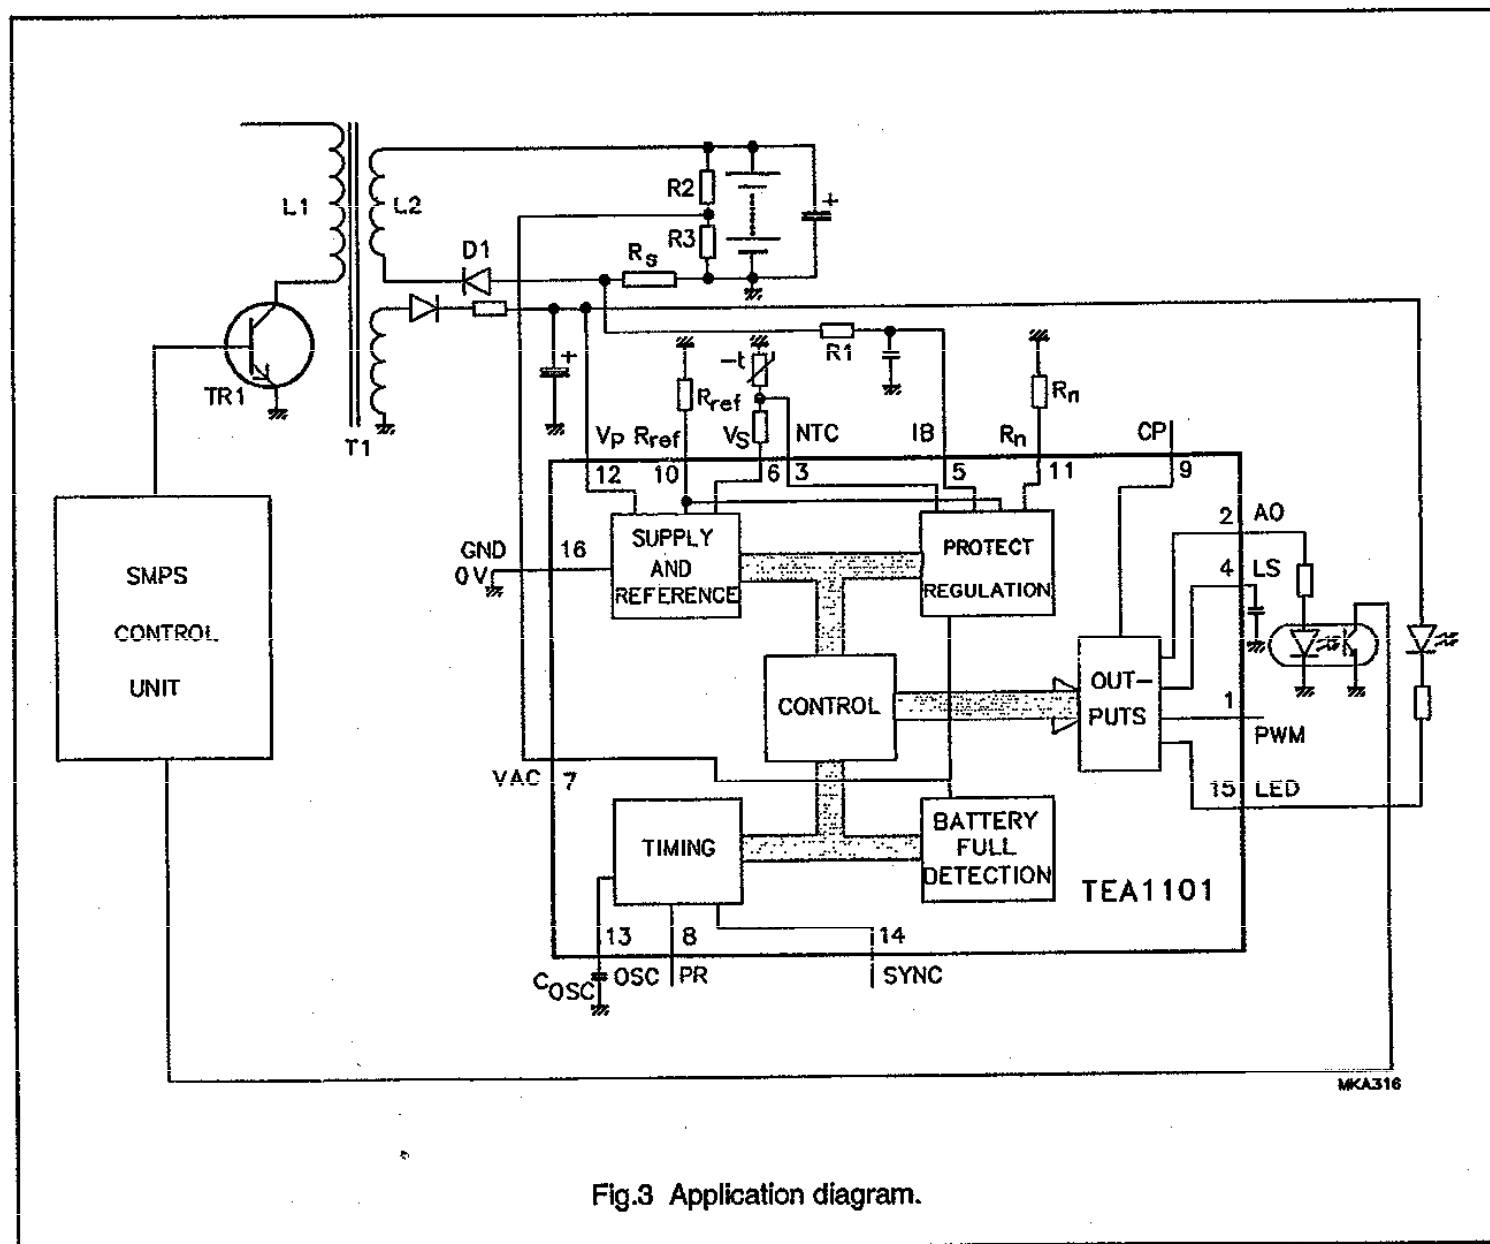 L1
L2
D1
R2
R3
Rs
+
TR1
T1
+
-t
R1
Rref
Rn
VP
Rref
VS
NTC
IB
Rn
CP
12
10
6
3
5
11
9
2
AO
GND
0V
16
SUPPLY
AND
REFERENCE
PROTECT
REGULATION
4
LS
SMPS
CONTROL
UNIT
CONTROL
OUT-
PUTS
1
PWM
VAC
7
15
LED
TIMING
BATTERY
FULL
DETECTION
TEA1101
13
8
14
COSC
OSC
PR
SYNC
MKA316
Fig.3 Application diagram.